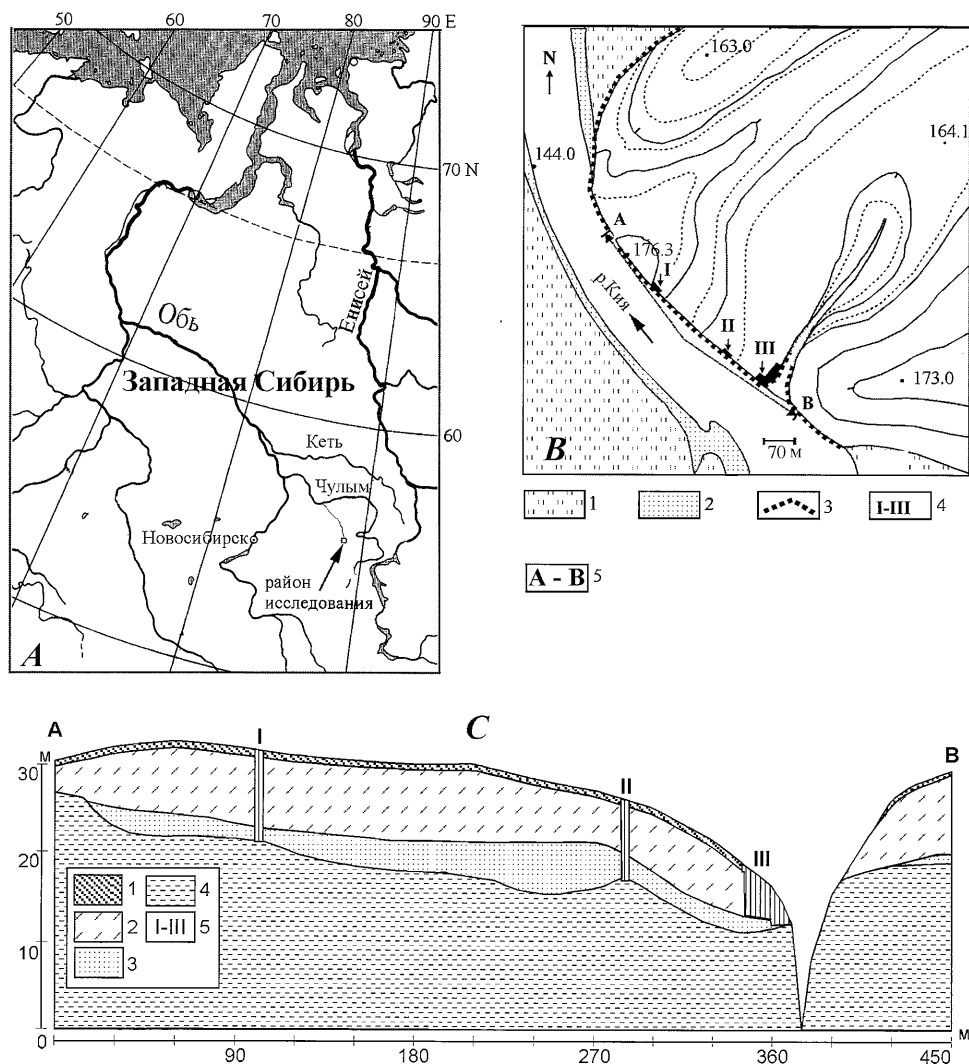 50 60 70 80 90 E
70 N
60
Обь
Енисей
Западная Сибирь
Кеть
Чулым
Новосибирск
район
исследования
A
N
163.0
164.1
144.0
A
176.3
I
р.Кия
II
III
173.0
B
70 м
B
1 2 3 I-III 4
A - B 5
C
A
I
II
III
B
м
30
20
10
0
1 4
2 I-III 5
3
90 180 270 360 450
м